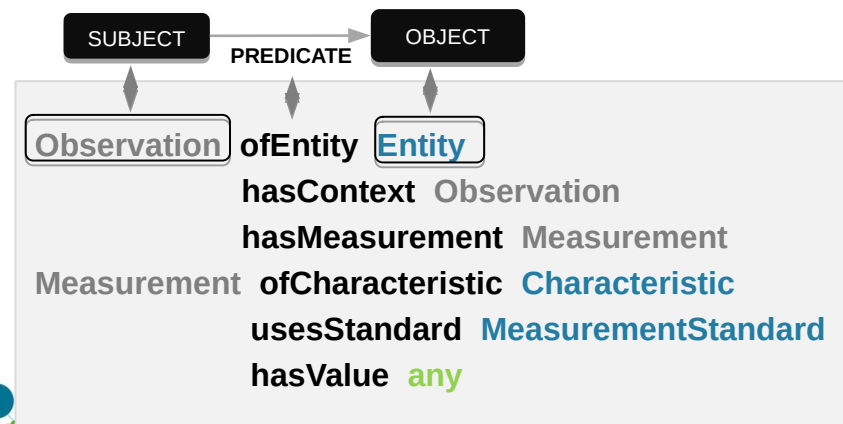 SUBJECT
PREDICATE
OBJECT
Observation ofEntity Entity
hasContext Observation
hasMeasurement Measurement
Measurement ofCharacteristic Characteristic
usesStandard MeasurementStandard
hasValue any